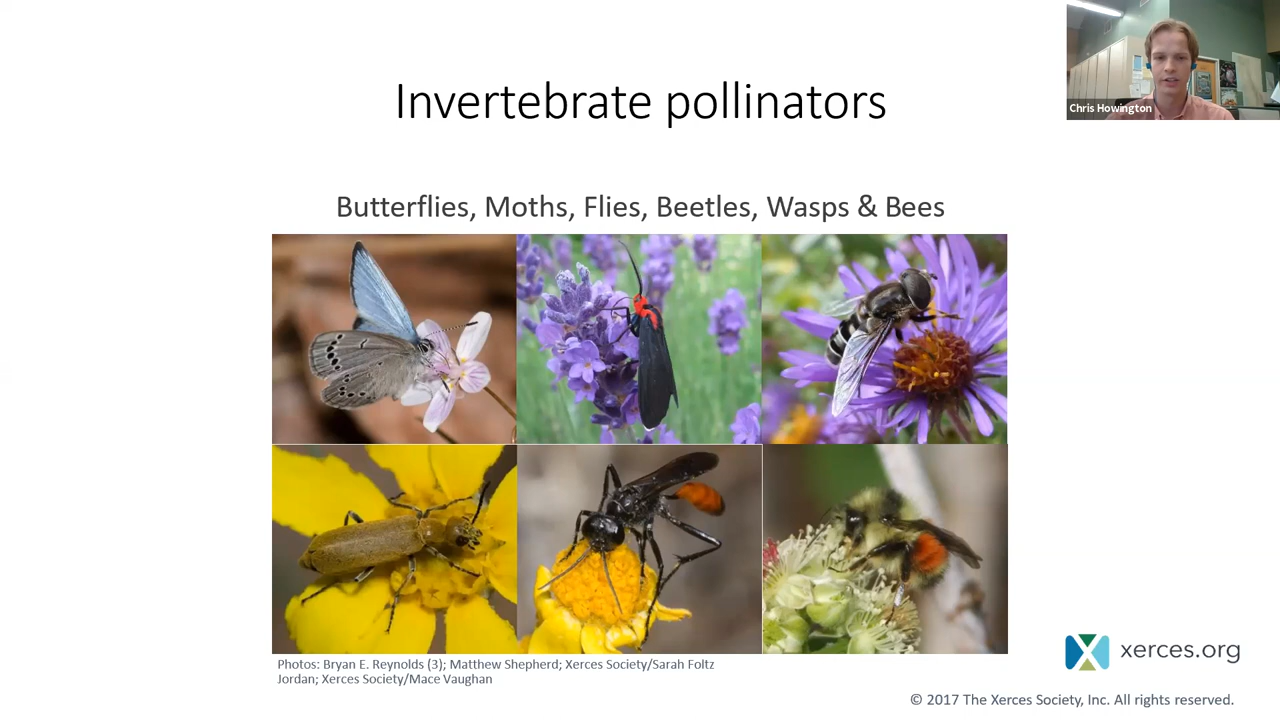 Invertebrate pollinators
Chris Howington
Butterflies, Moths, Flies, Beetles, Wasps & Bees
Photos: Bryan E. Reynolds (3); Matthew Shepherd; Xerces Society/Sarah Foltz
Jordan; Xerces Society/Mace Vaughan
xerces.org
© 2017 The Xerces Society, Inc. All rights reserved.